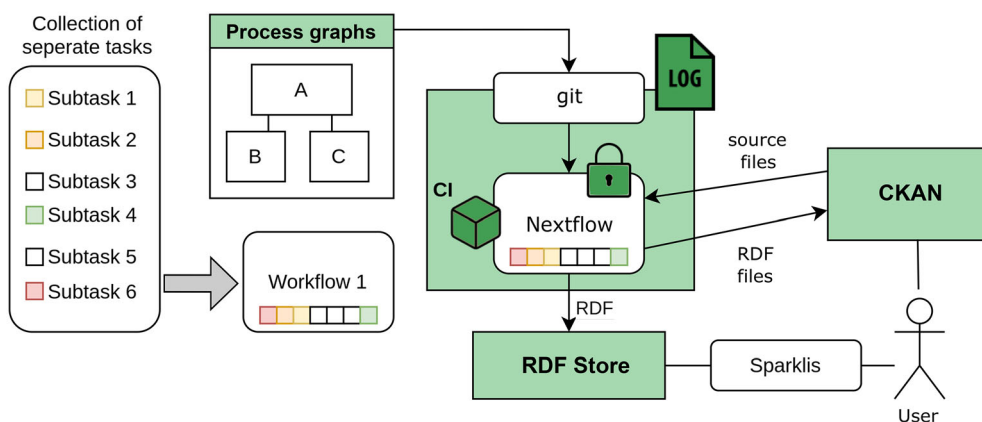 Collection of
seperate tasks
Subtask 1
Subtask 2
Subtask 3
Subtask 4
Subtask 5
Subtask 6
Process graphs
A
B
C
Workflow 1
git
LOG
CI
Nextflow
source
files
RDF
files
CKAN
RDF
RDF Store
Sparklis
User